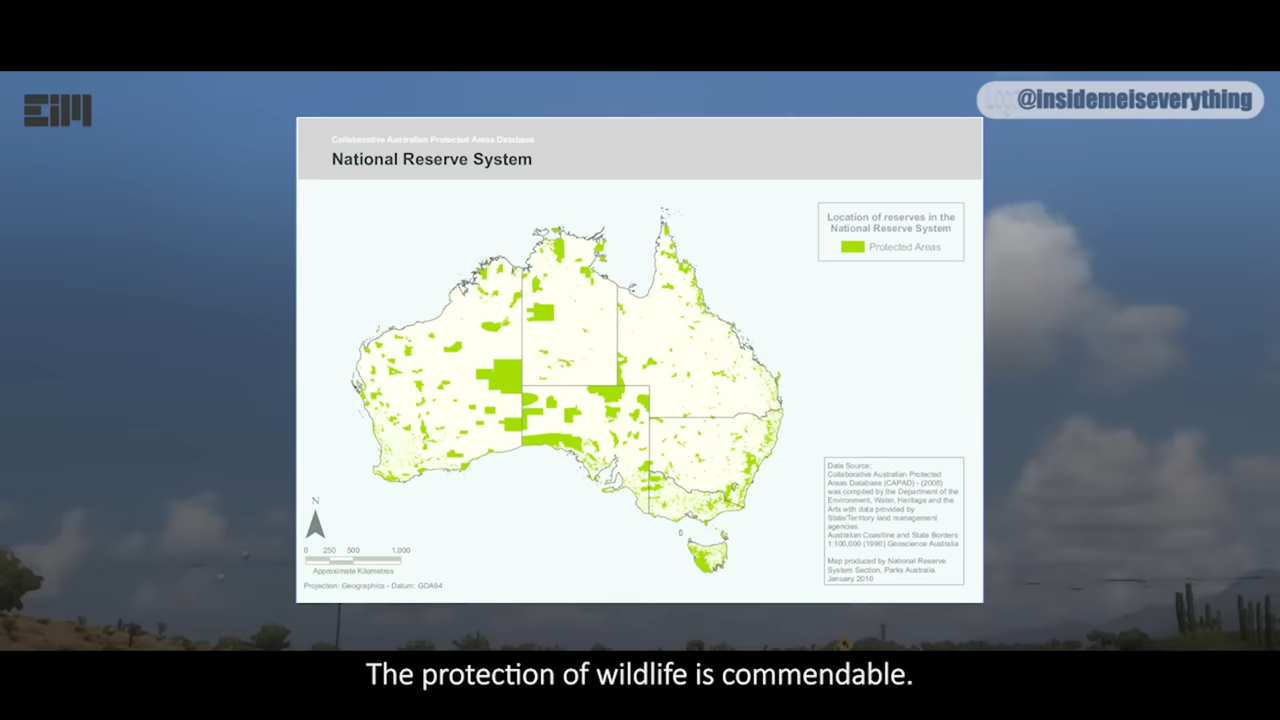 EiM
@insidemeiseverything
Collaborative Australian Protected Areas Database
National Reserve System
Location of reserves in the
National Reserve System
Protected Areas
Data Source:
Collaborative Australian Protected
Areas Database (CAPAD) - (2008)
was compiled by the Department of the
Environment, Water, Heritage and the
Arts with data provided by
State/Territory land management
agencies.
Australian Coastline and State Borders
1:100,000 (1990) Geoscience Australia
Map produced by National Reserve
System Section, Parks Australia.
January 2010
N
0 250 500 1,000
Approximate Kilometres
Projection: Geographics - Datum: GDA94
The protection of wildlife is commendable.